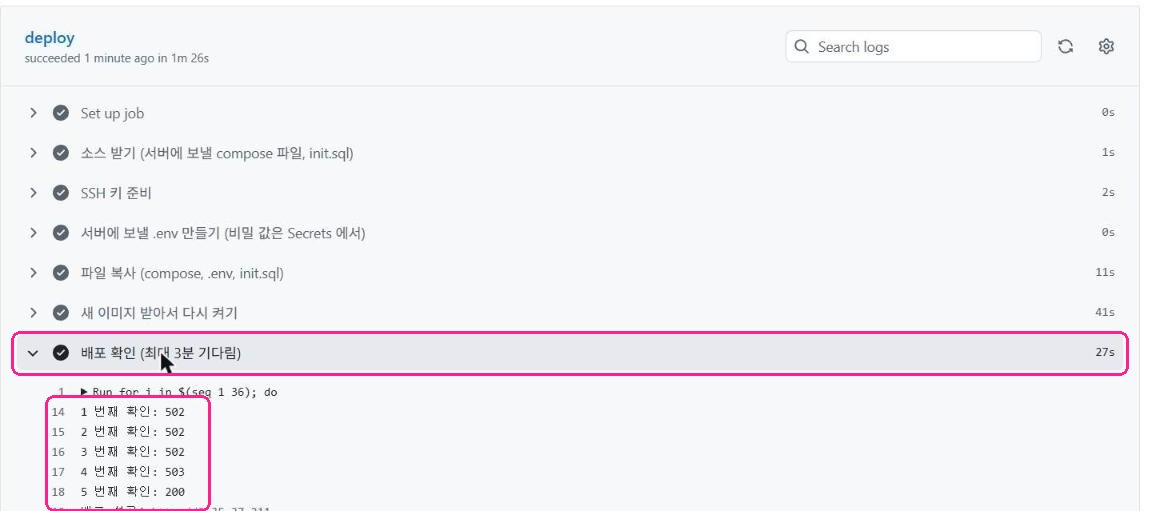 deploy
succeeded 1 minute ago in 1m 26s
Search logs
Set up job 0s
소스 받기 (서버에 보낼 compose 파일, init.sql) 1s
SSH 키 준비 2s
서버에 보낼 .env 만들기 (비밀 값은 Secrets 에서) 0s
파일 복사 (compose, .env, init.sql) 11s
새 이미지 받아서 다시 켜기 41s
배포 확인 (최대 3분 기다림) 27s
1 Run for i in $(seq 1 36); do
14 1 번째 확인: 502
15 2 번째 확인: 502
16 3 번째 확인: 502
17 4 번째 확인: 503
18 5 번째 확인: 200